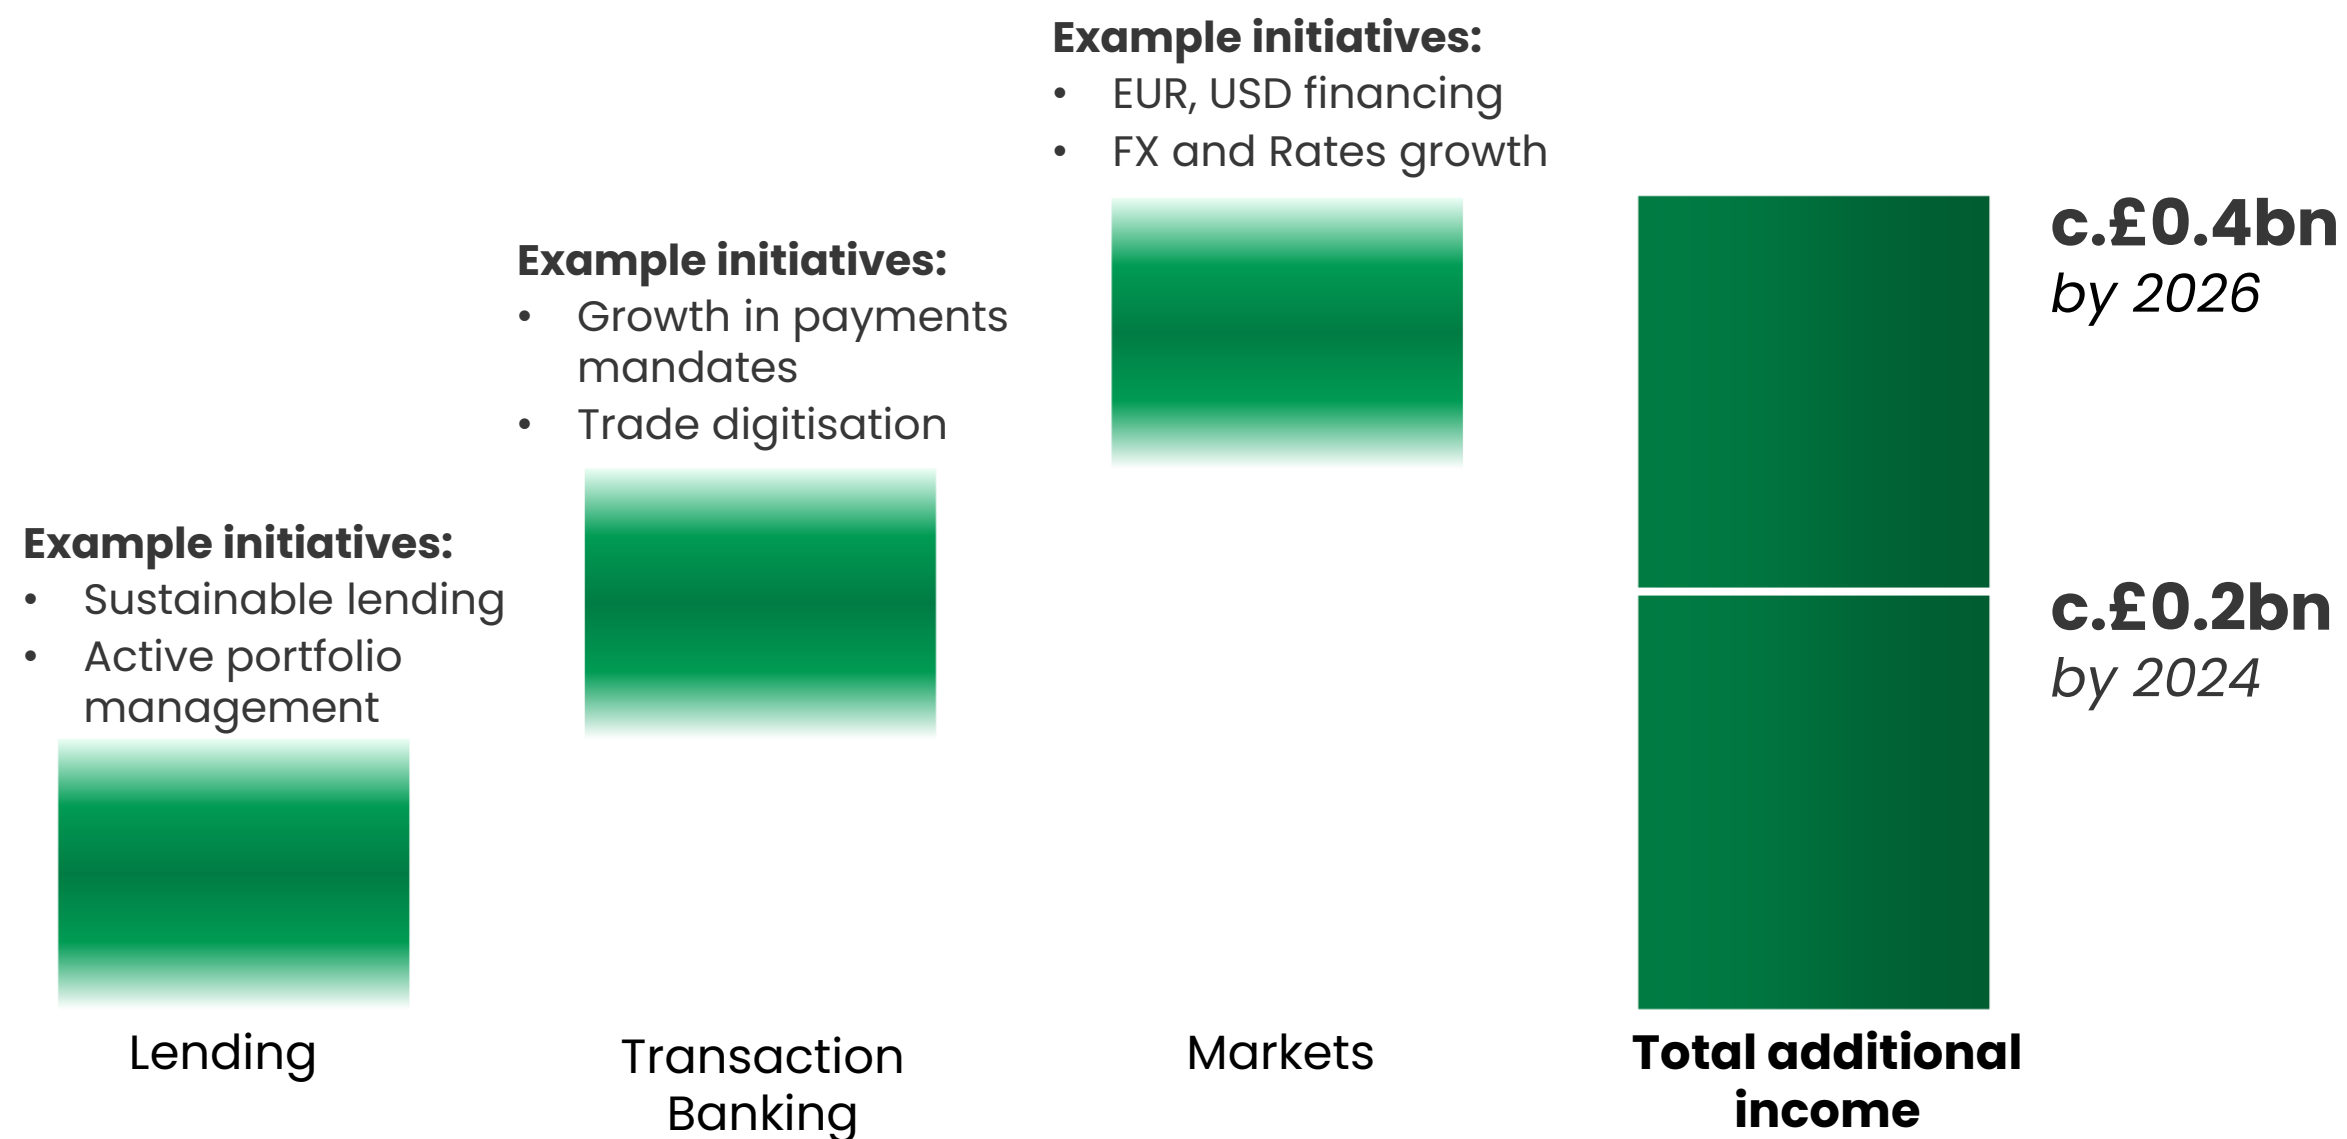 Example initiatives:
• EUR, USD financing
• FX and Rates growth
Example initiatives:
• Growth in payments
mandates
• Trade digitisation
Example initiatives:
• Sustainable lending
• Active portfolio
management
c.£0.4bn
by 2026
c.£0.2bn
by 2024
Lending
Transaction
Banking
Markets
Total additional
income